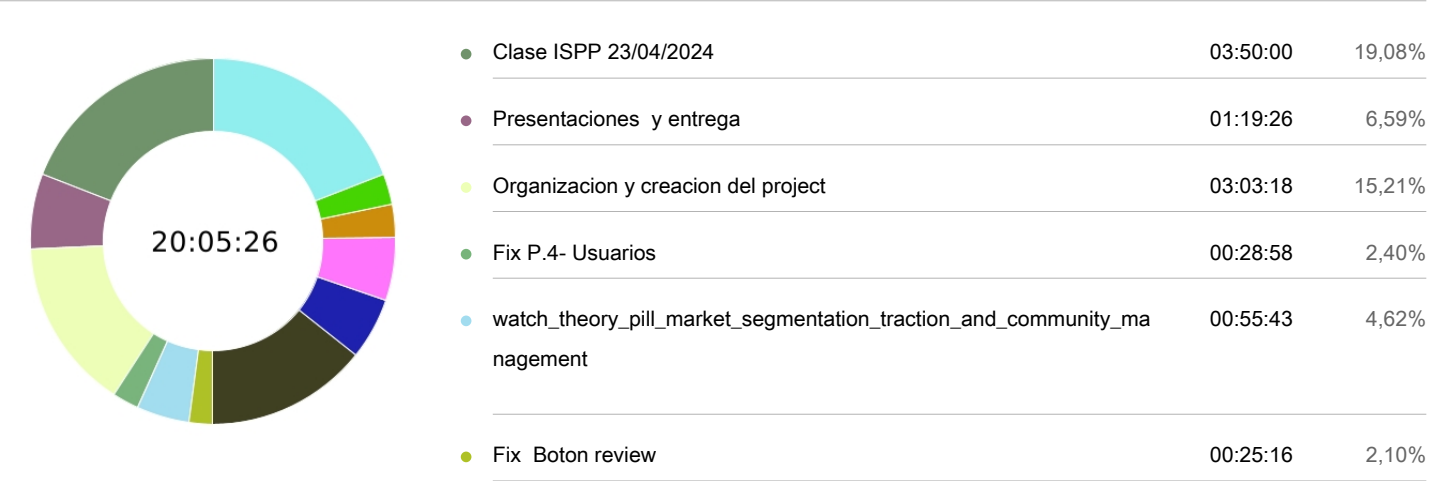 20:05:26
Clase ISPP 23/04/2024 03:50:00 19,08%
Presentaciones y entrega 01:19:26 6,59%
Organizacion y creacion del project 03:03:18 15,21%
Fix P.4- Usuarios 00:28:58 2,40%
watch_theory_pill_market_segmentation_traction_and_community_ma 00:55:43 4,62%
nagement
Fix Boton review 00:25:16 2,10%